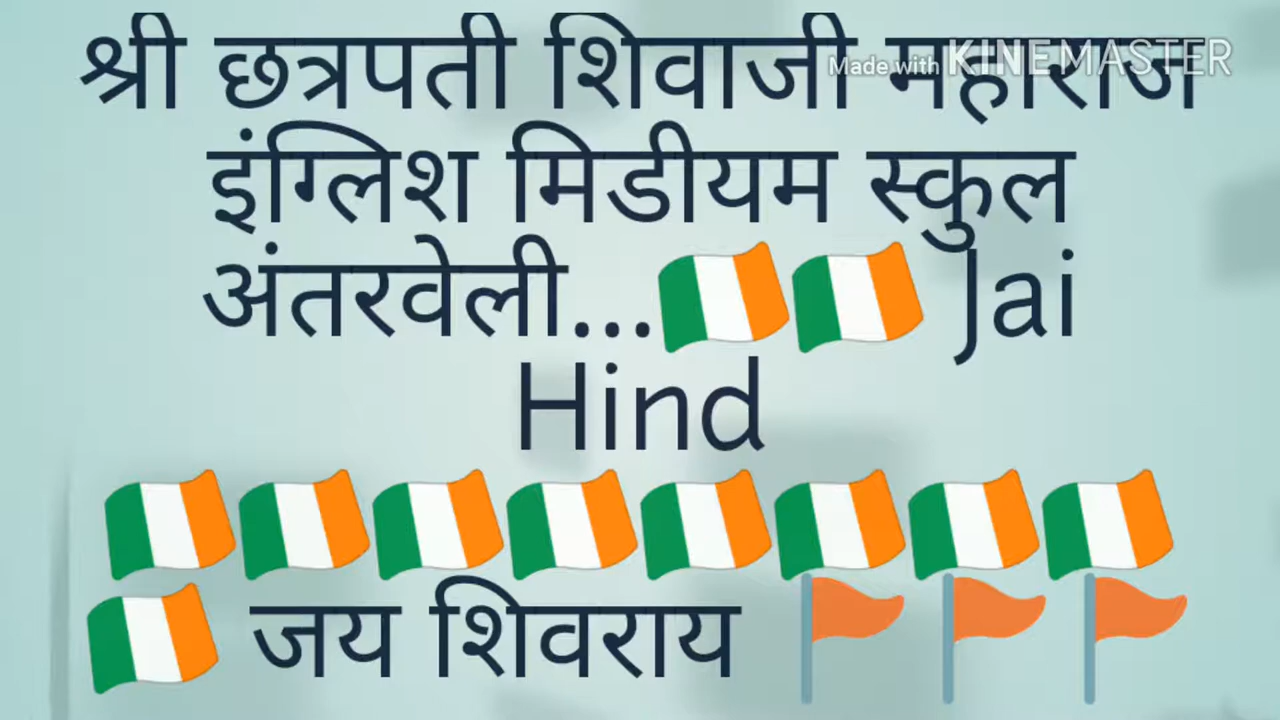 श्री छत्रपती शिवाजी महाराज
Made with KINEMASTER
इंग्लिश मिडीयम स्कुल
अंतरवेली...🇮🇪🇮🇪 Jai
Hind
🇮🇪🇮🇪🇮🇪🇮🇪🇮🇪🇮🇪🇮🇪🇮🇪
🇮🇪 जय शिवराय 🚩🚩🚩